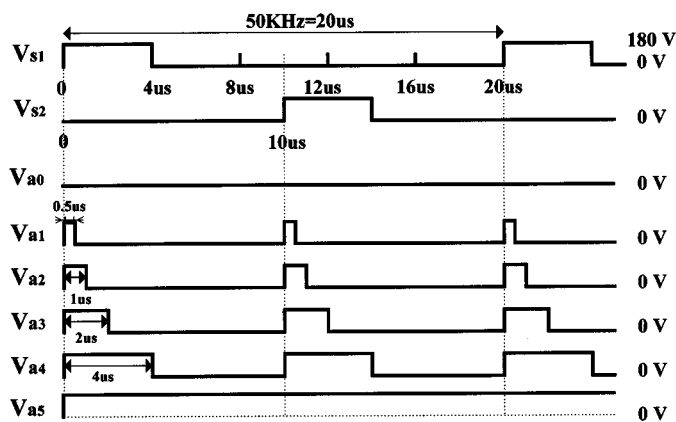 50KHz=20us
Vs1 180 V
0 V
0 4us 8us 12us 16us 20us
Vs2 0 V
0 10us
Va0 0 V
0.5us
Va1 0 V
Va2 0 V
1us
Va3 0 V
2us
Va4 0 V
4us
Va5 0 V